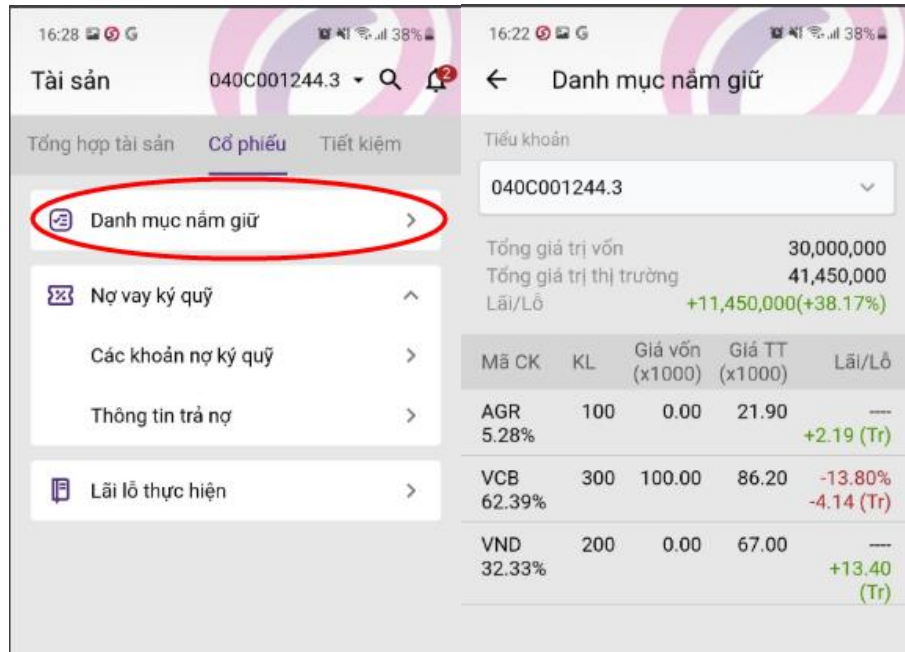 16:28 G 38%
Tài sản 040C001244.3 2
Tổng hợp tài sản Cổ phiếu Tiết kiệm
Danh mục nắm giữ
Nợ vay ký quỹ
Các khoản nợ ký quỹ
Thông tin trả nợ
Lãi lỗ thực hiện
16:22 G 38%
Danh mục nắm giữ
Tiểu khoản
040C001244.3
Tổng giá trị vốn 30,000,000
Tổng giá trị thị trường 41,450,000
Lãi/Lỗ +11,450,000(+38.17%)
Mã CK KL Giá vốn (x1000) Giá TT (x1000) Lãi/Lỗ
AGR 100 0.00 21.90 ----
5.28% +2.19 (Tr)
VCB 300 100.00 86.20 -13.80%
62.39% -4.14 (Tr)
VND 200 0.00 67.00 ----
32.33% +13.40
(Tr)